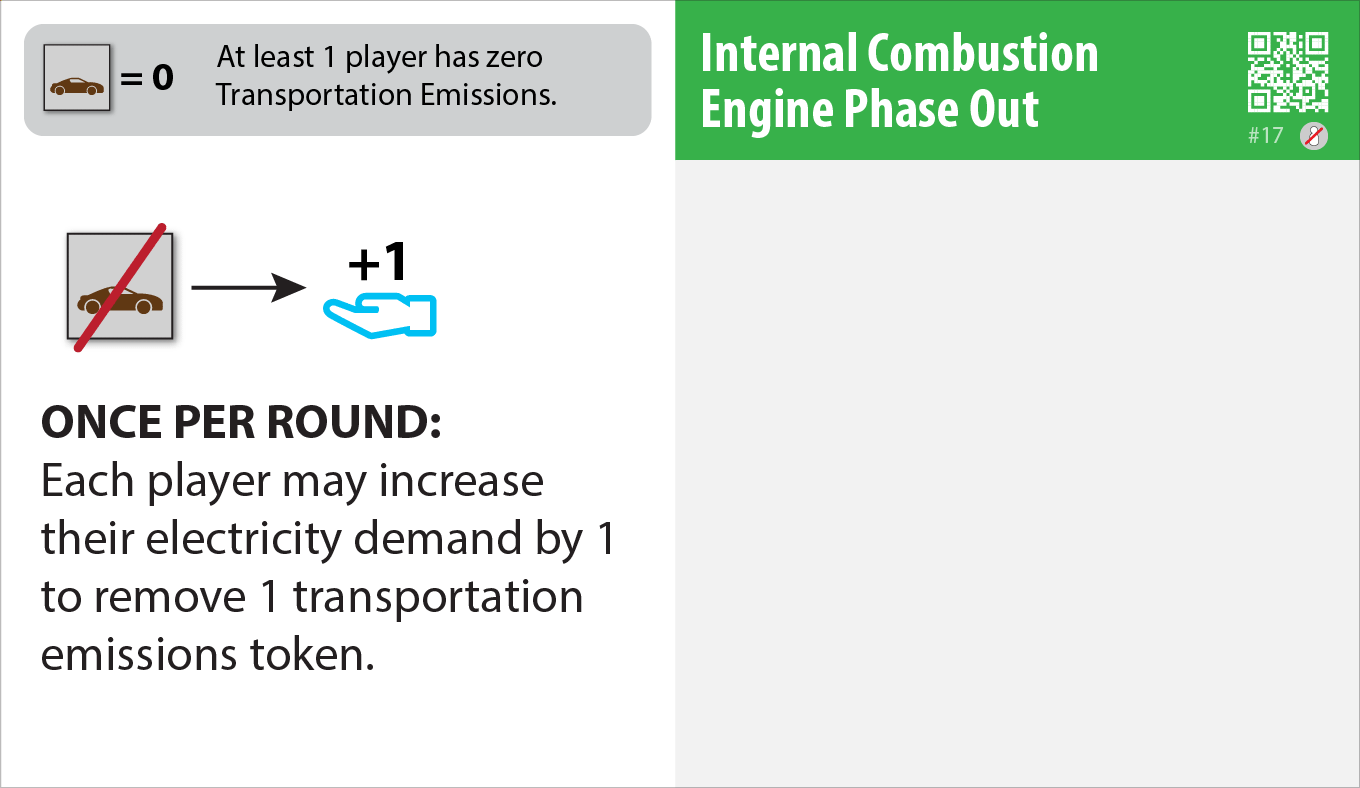 = 0
At least 1 player has zero
Transportation Emissions.
Internal Combustion
Engine Phase Out
#17
+1
ONCE PER ROUND:
Each player may increase
their electricity demand by 1
to remove 1 transportation
emissions token.